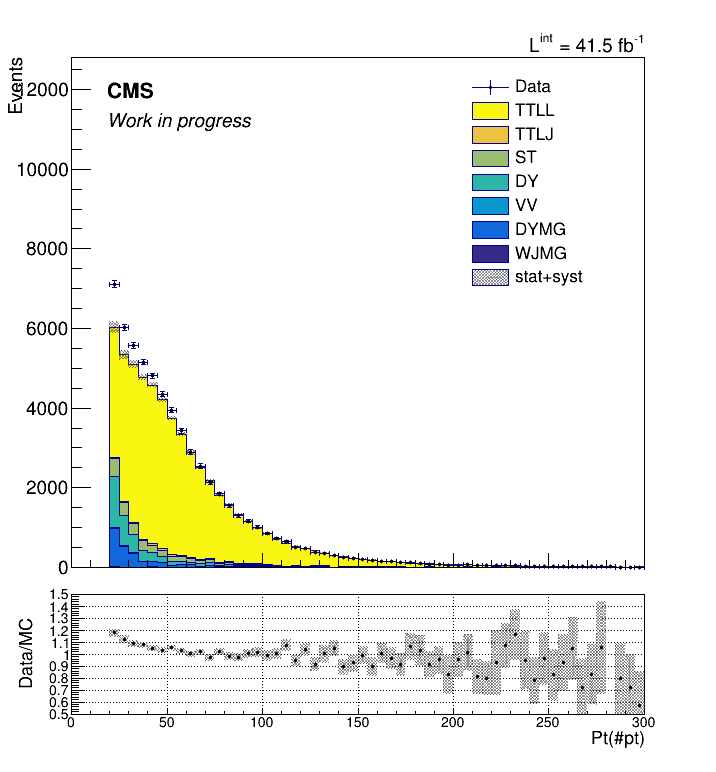 L^int = 41.5 fb^-1
Events
12000
10000
8000
6000
4000
2000
0
CMS
Work in progress
Data
TTLL
TTLJ
ST
DY
VV
DYMG
WJMG
stat+syst
Data/MC
1.5
1.4
1.3
1.2
1.1
1
0.9
0.8
0.7
0.6
0.5
0 50 100 150 200 250 300
Pt(#pt)